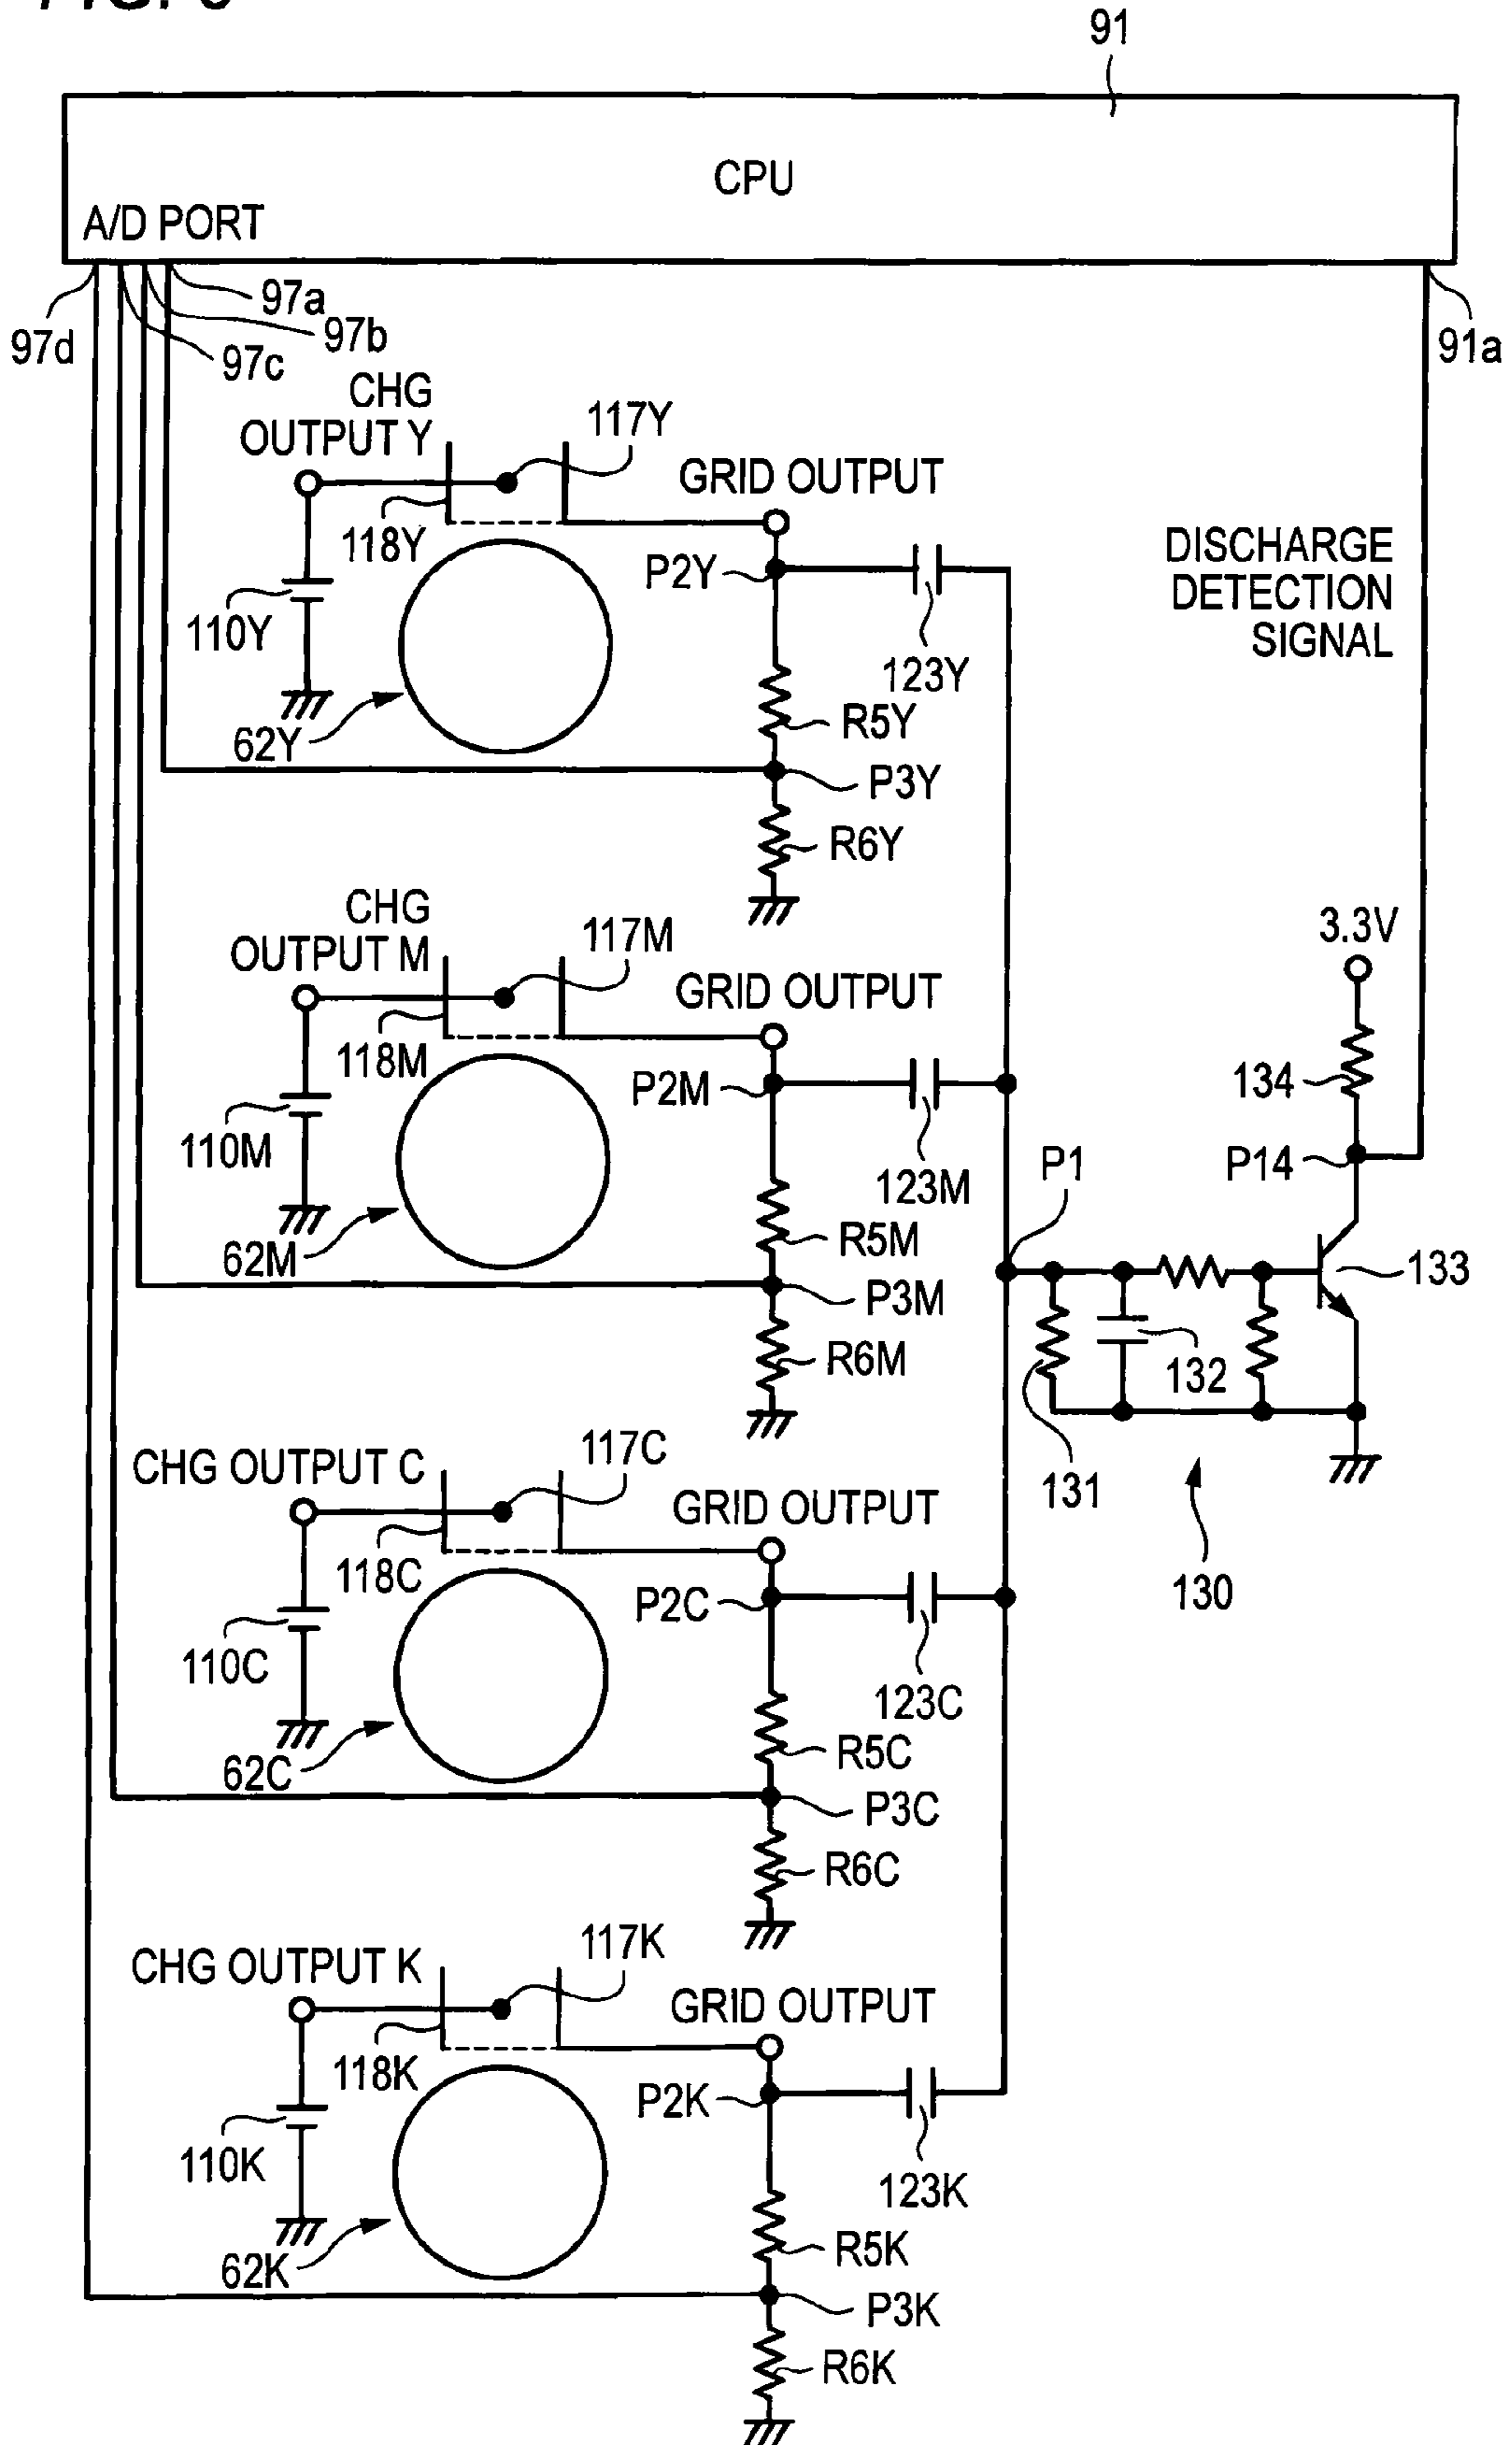 91
CPU
A/D PORT
97a
97b
97c
97d
91a
CHG
OUTPUT Y
117Y
GRID OUTPUT
118Y
P2Y
DISCHARGE
DETECTION
SIGNAL
110Y
123Y
R5Y
62Y
P3Y
R6Y
CHG
OUTPUT M
117M
3.3V
GRID OUTPUT
118M
P2M
134
110M
123M
P1
P14
R5M
62M
133
P3M
R6M
132
CHG OUTPUT C
117C
131
GRID OUTPUT
118C
P2C
130
110C
123C
R5C
62C
P3C
R6C
CHG OUTPUT K
117K
GRID OUTPUT
118K
P2K
110K
123K
R5K
62K
P3K
R6K